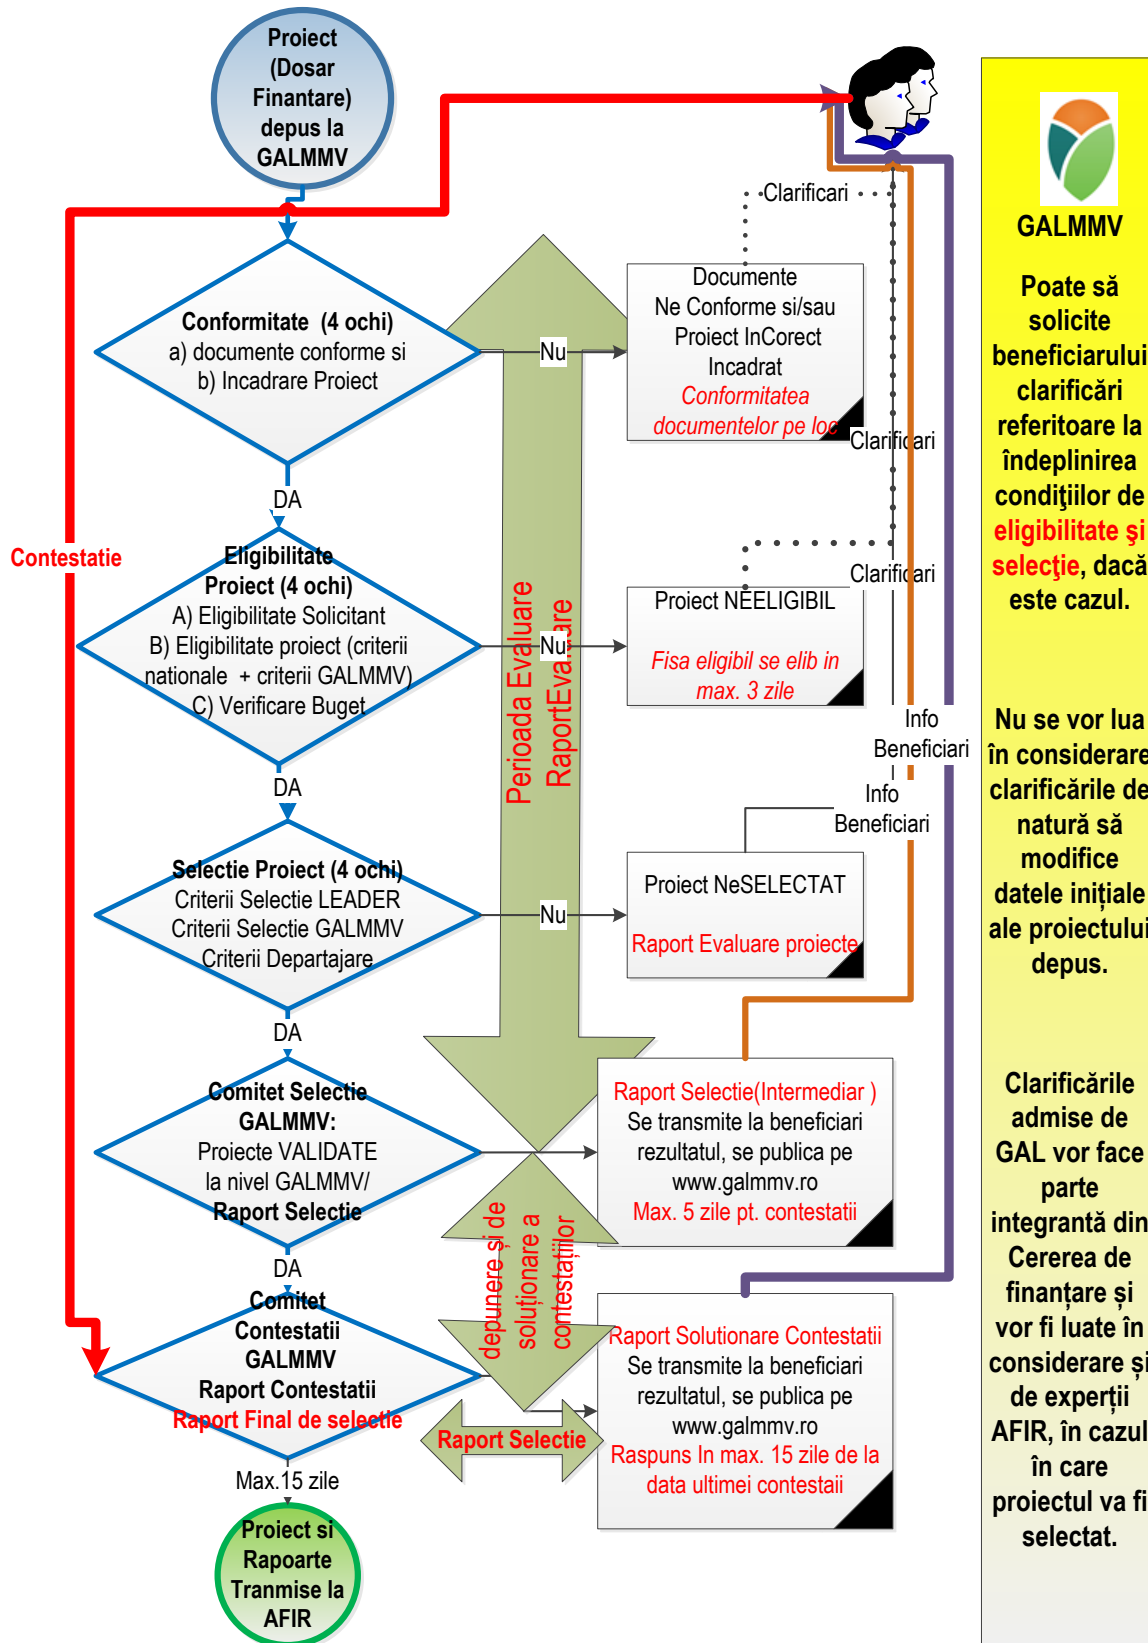 Proiect
(Dosar
Finantare)
depus la
GALMMV
Clarificari
Conformitate (4 ochi)
a) documente conforme si
b) Incadrare Proiect
Nu
Documente
Ne Conforme si/sau
Proiect InCorect
Incadrat
Conformitatea
documentelor pe loc
Clarificari
DA
Contestatie
Eligibilitate
Proiect (4 ochi)
A) Eligibilitate Solicitant
B) Eligibilitate proiect (criterii
nationale + criterii GALMMV)
C) Verificare Buget
Nu
Perioada Evaluare
RaportEvaluare
Clarificari
Proiect NEELIGIBIL
Fisa eligibil se elib in
max. 3 zile
Info
Beneficiari
DA
Info
Beneficiari
Selectie Proiect (4 ochi)
Criterii Selectie LEADER
Criterii Selectie GALMMV
Criterii Departajare
Nu
Proiect NeSELECTAT
Raport Evaluare proiecte
DA
Comitet Selectie
GALMMV:
Proiecte VALIDATE
la nivel GALMMV/
Raport Selectie
Raport Selectie(Intermediar )
Se transmite la beneficiari
rezultatul, se publica pe
www.galmmv.ro
Max. 5 zile pt. contestatii
depunere și de
soluționare a
contestațiilor
DA
Comitet
Contestatii
GALMMV
Raport Contestatii
Raport Final de selectie
Raport Selectie
Raport Solutionare Contestatii
Se transmite la beneficiari
rezultatul, se publica pe
www.galmmv.ro
Raspuns In max. 15 zile de la
data ultimei contestaii
Max.15 zile
Proiect si
Rapoarte
Tranmise la
AFIR
GALMMV
Poate să
solicite
beneficiarului
clarificări
referitoare la
îndeplinirea
condiţiilor de
eligibilitate şi
selecţie, dacă
este cazul.
Nu se vor lua
în considerare
clarificările de
natură să
modifice
datele inițiale
ale proiectului
depus.
Clarificările
admise de
GAL vor face
parte
integrantă din
Cererea de
finanțare și
vor fi luate în
considerare și
de experții
AFIR, în cazul
în care
proiectul va fi
selectat.